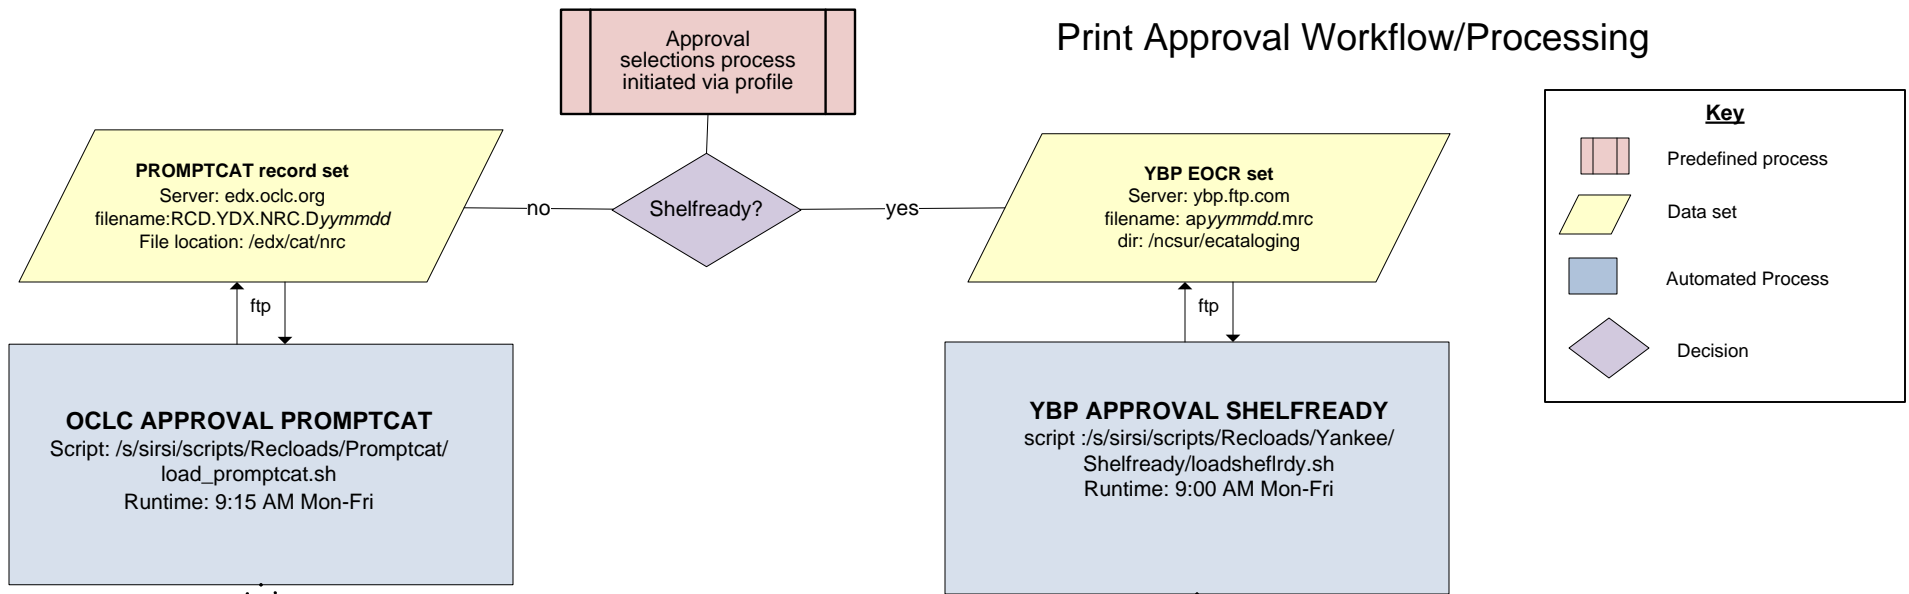 Print Approval Workflow/Processing
Approval
selections process
initiated via profile
Key
Predefined process
Data set
Automated Process
Decision
PROMPTCAT record set
Server: edx.oclc.org
filename:RCD.YDX.NRC.Dyymmdd
File location: /edx/cat/nrc
no
Shelfready?
yes
YBP EOCR set
Server: ybp.ftp.com
filename: apyymmdd.mrc
dir: /ncsur/ecataloging
ftp
ftp
OCLC APPROVAL PROMPTCAT
Script: /s/sirsi/scripts/Recloads/Promptcat/
load_promptcat.sh
Runtime: 9:15 AM Mon-Fri
YBP APPROVAL SHELFREADY
script :/s/sirsi/scripts/Recloads/Yankee/
Shelfready/loadsheflrdy.sh
Runtime: 9:00 AM Mon-Fri